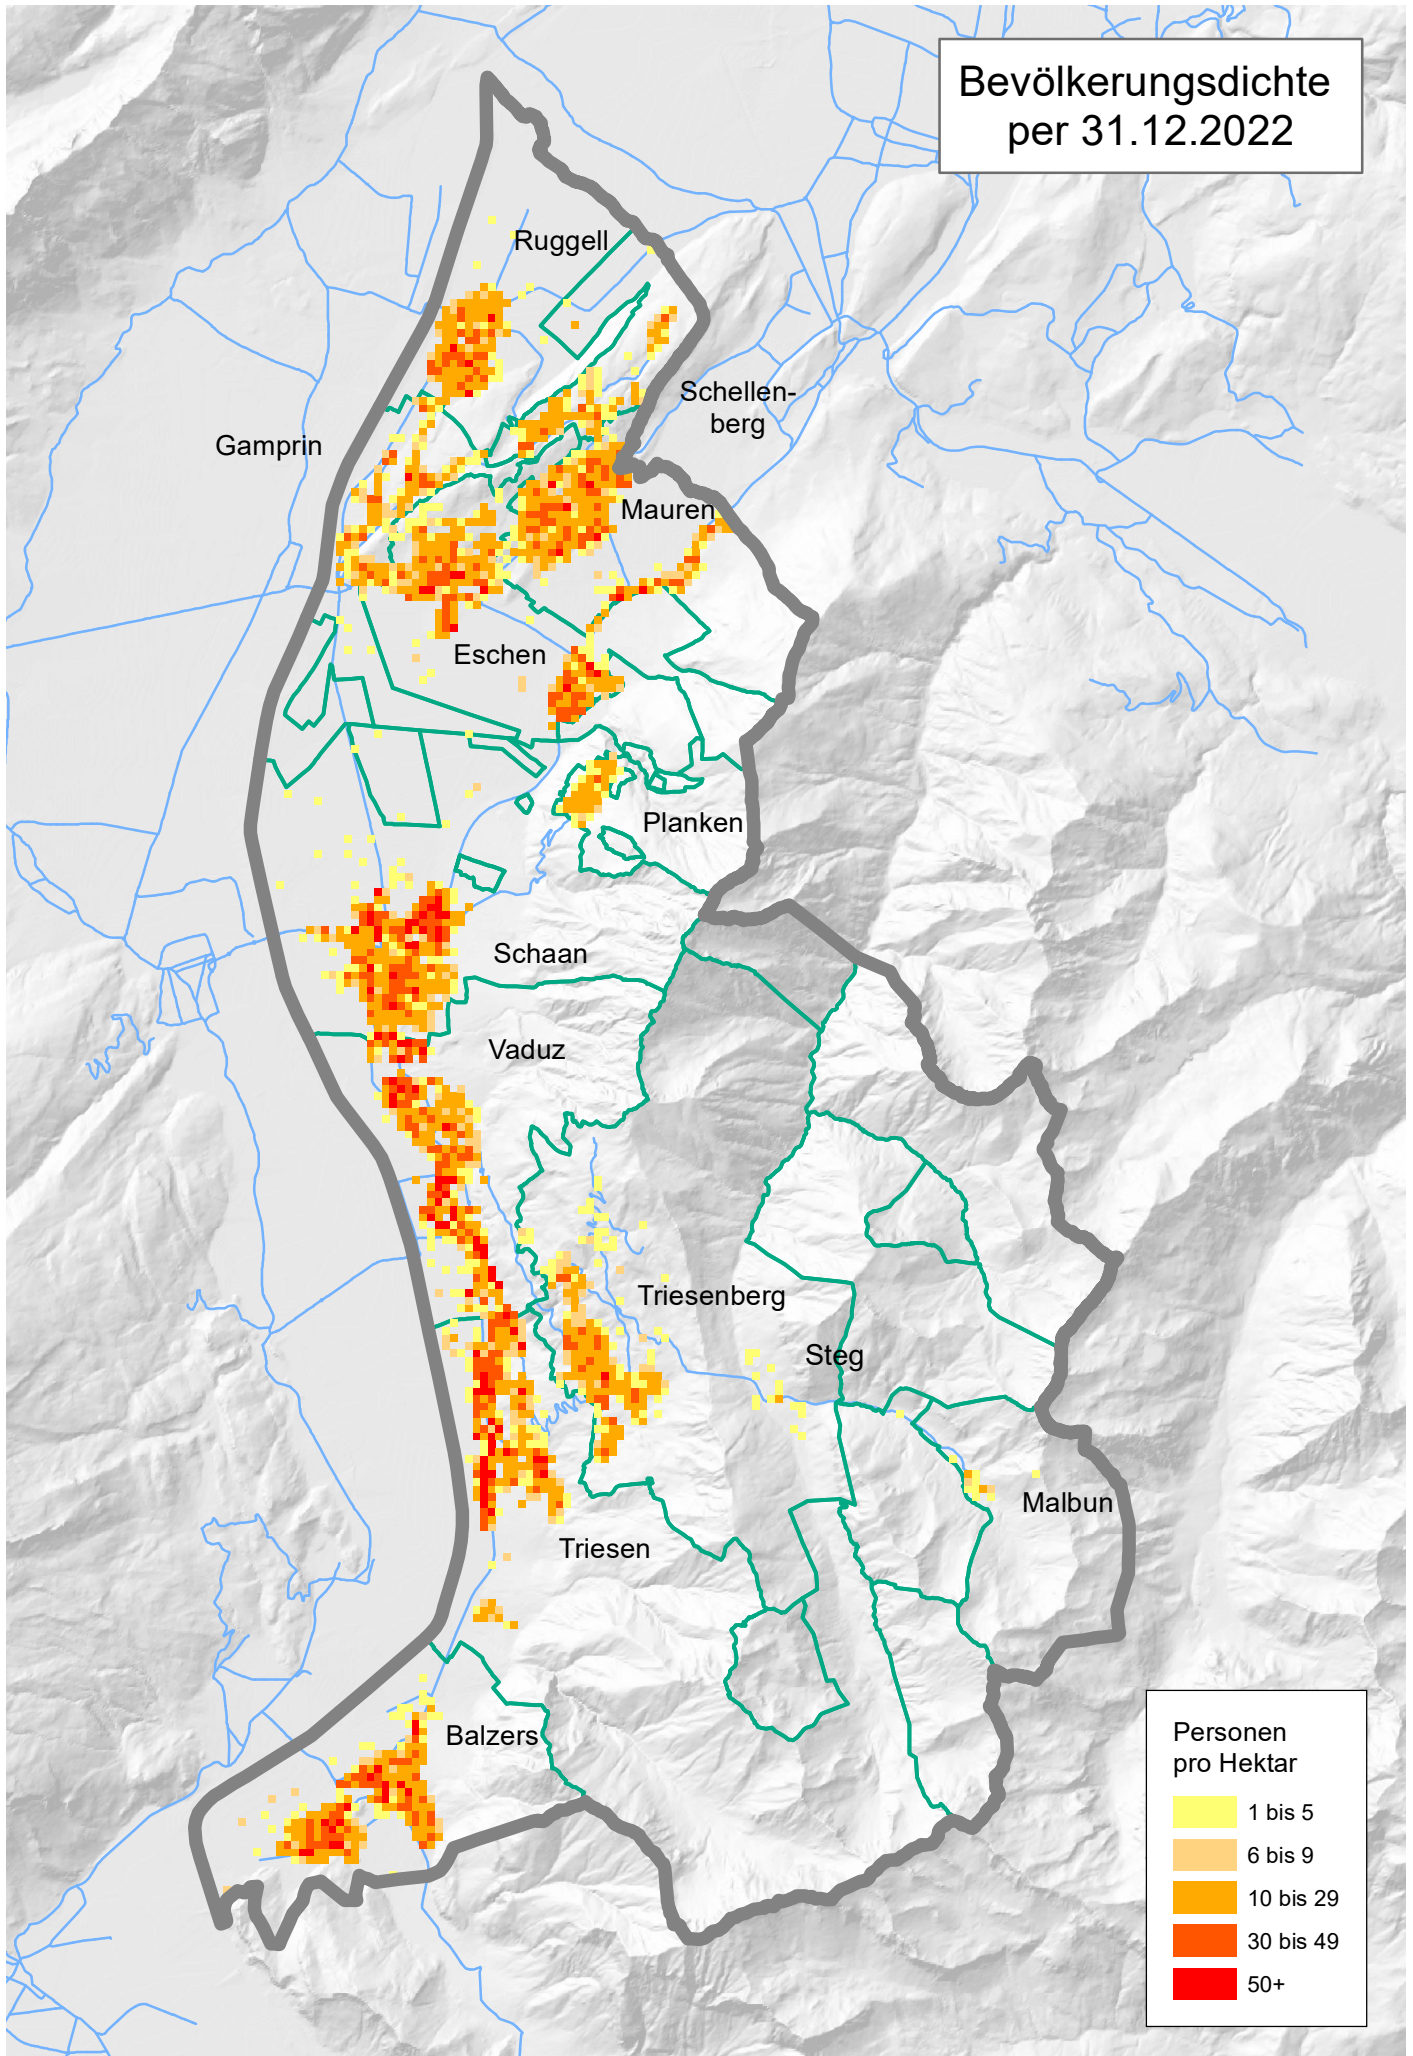 Bevölkerungsdichte
per 31.12.2022
Ruggell
Schellen-
berg
Gamprin
Mauren
Eschen
Planken
Schaan
Vaduz
Triesenberg
Steg
Malbun
Triesen
Balzers
Personen
pro Hektar
1 bis 5
6 bis 9
10 bis 29
30 bis 49
50+